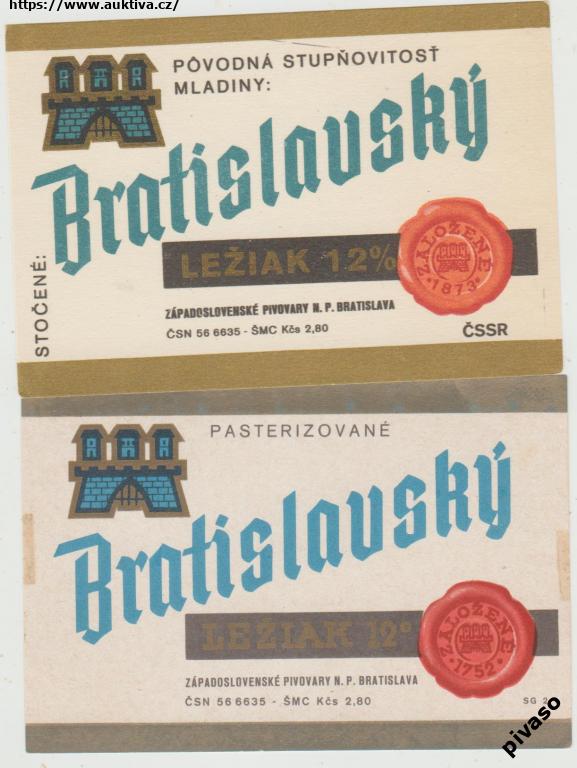 https://www.auktiva.cz/
PÔVODNÁ STUPŇOVITOSŤ
MLADINY:
Bratislavský
LEŽIAK 12%
ZALOŽENÉ
·1873·
STOČENÉ:
ZÁPADOSLOVENSKÉ PIVOVARY N. P. BRATISLAVA
ČSN 56 6635 - ŠMC Kčs 2,80
ČSSR
PASTERIZOVANÉ
Bratislavský
LEŽIAK 12°
ZALOŽENÉ
·1752·
ZÁPADOSLOVENSKÉ PIVOVARY N. P. BRATISLAVA
ČSN 56 6635 - ŠMC Kčs 2,80
SG
pivaso